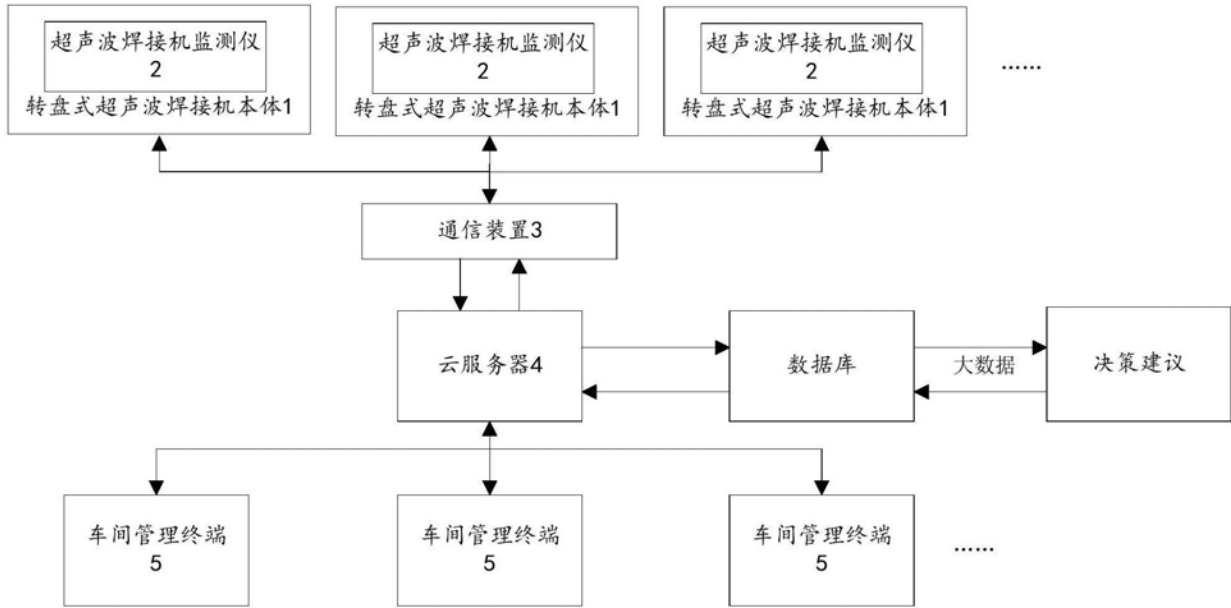 超声波焊接机监测仪
2
转盘式超声波焊接机本体1
超声波焊接机监测仪
2
转盘式超声波焊接机本体1
超声波焊接机监测仪
2
转盘式超声波焊接机本体1
……
通信装置3
云服务器4
数据库
大数据
决策建议
车间管理终端
5
车间管理终端
5
车间管理终端
5
……